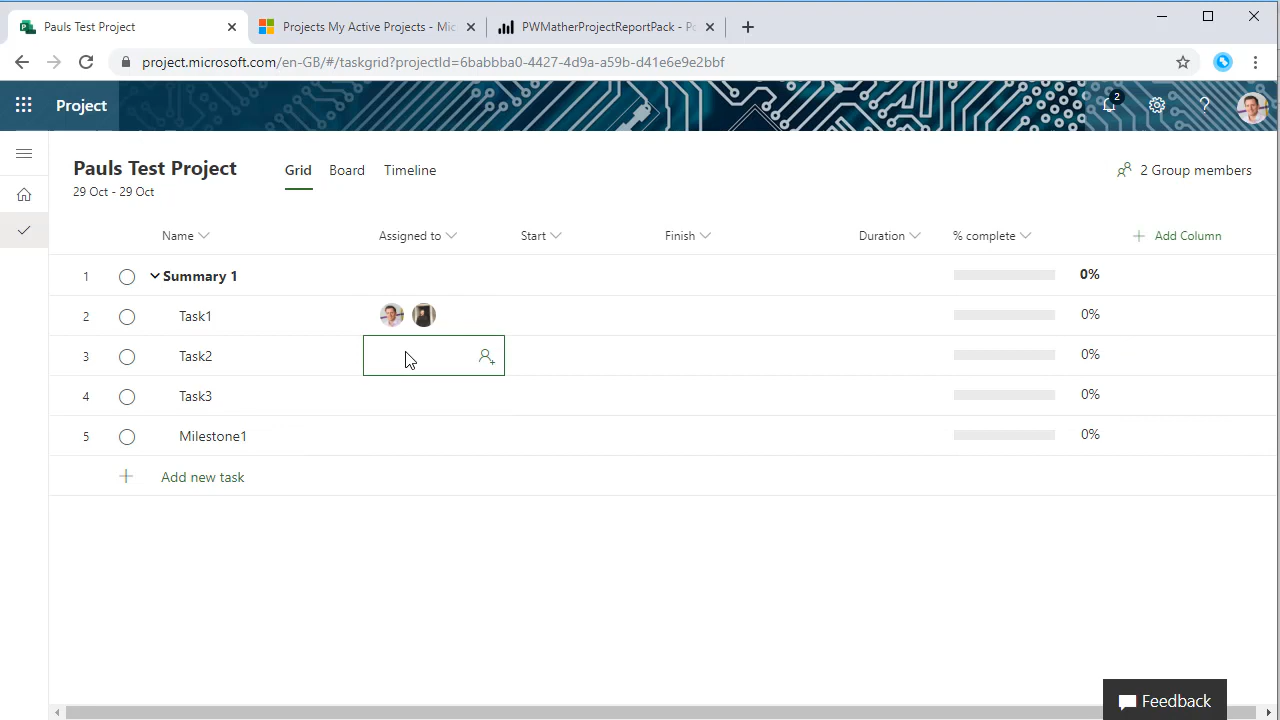 Pauls Test Project
Projects My Active Projects - Mic
PWMatherProjectReportPack - Po
project.microsoft.com/en-GB/#/taskgrid?projectId=6babbba0-4427-4d9a-a59b-d41e6e9e2bbf
Project
2
?
Pauls Test Project
29 Oct - 29 Oct
Grid
Board
Timeline
2 Group members
Name
Assigned to
Start
Finish
Duration
% complete
Add Column
1 Summary 1 0%
2 Task1 0%
3 Task2 0%
4 Task3 0%
5 Milestone1 0%
Add new task
Feedback